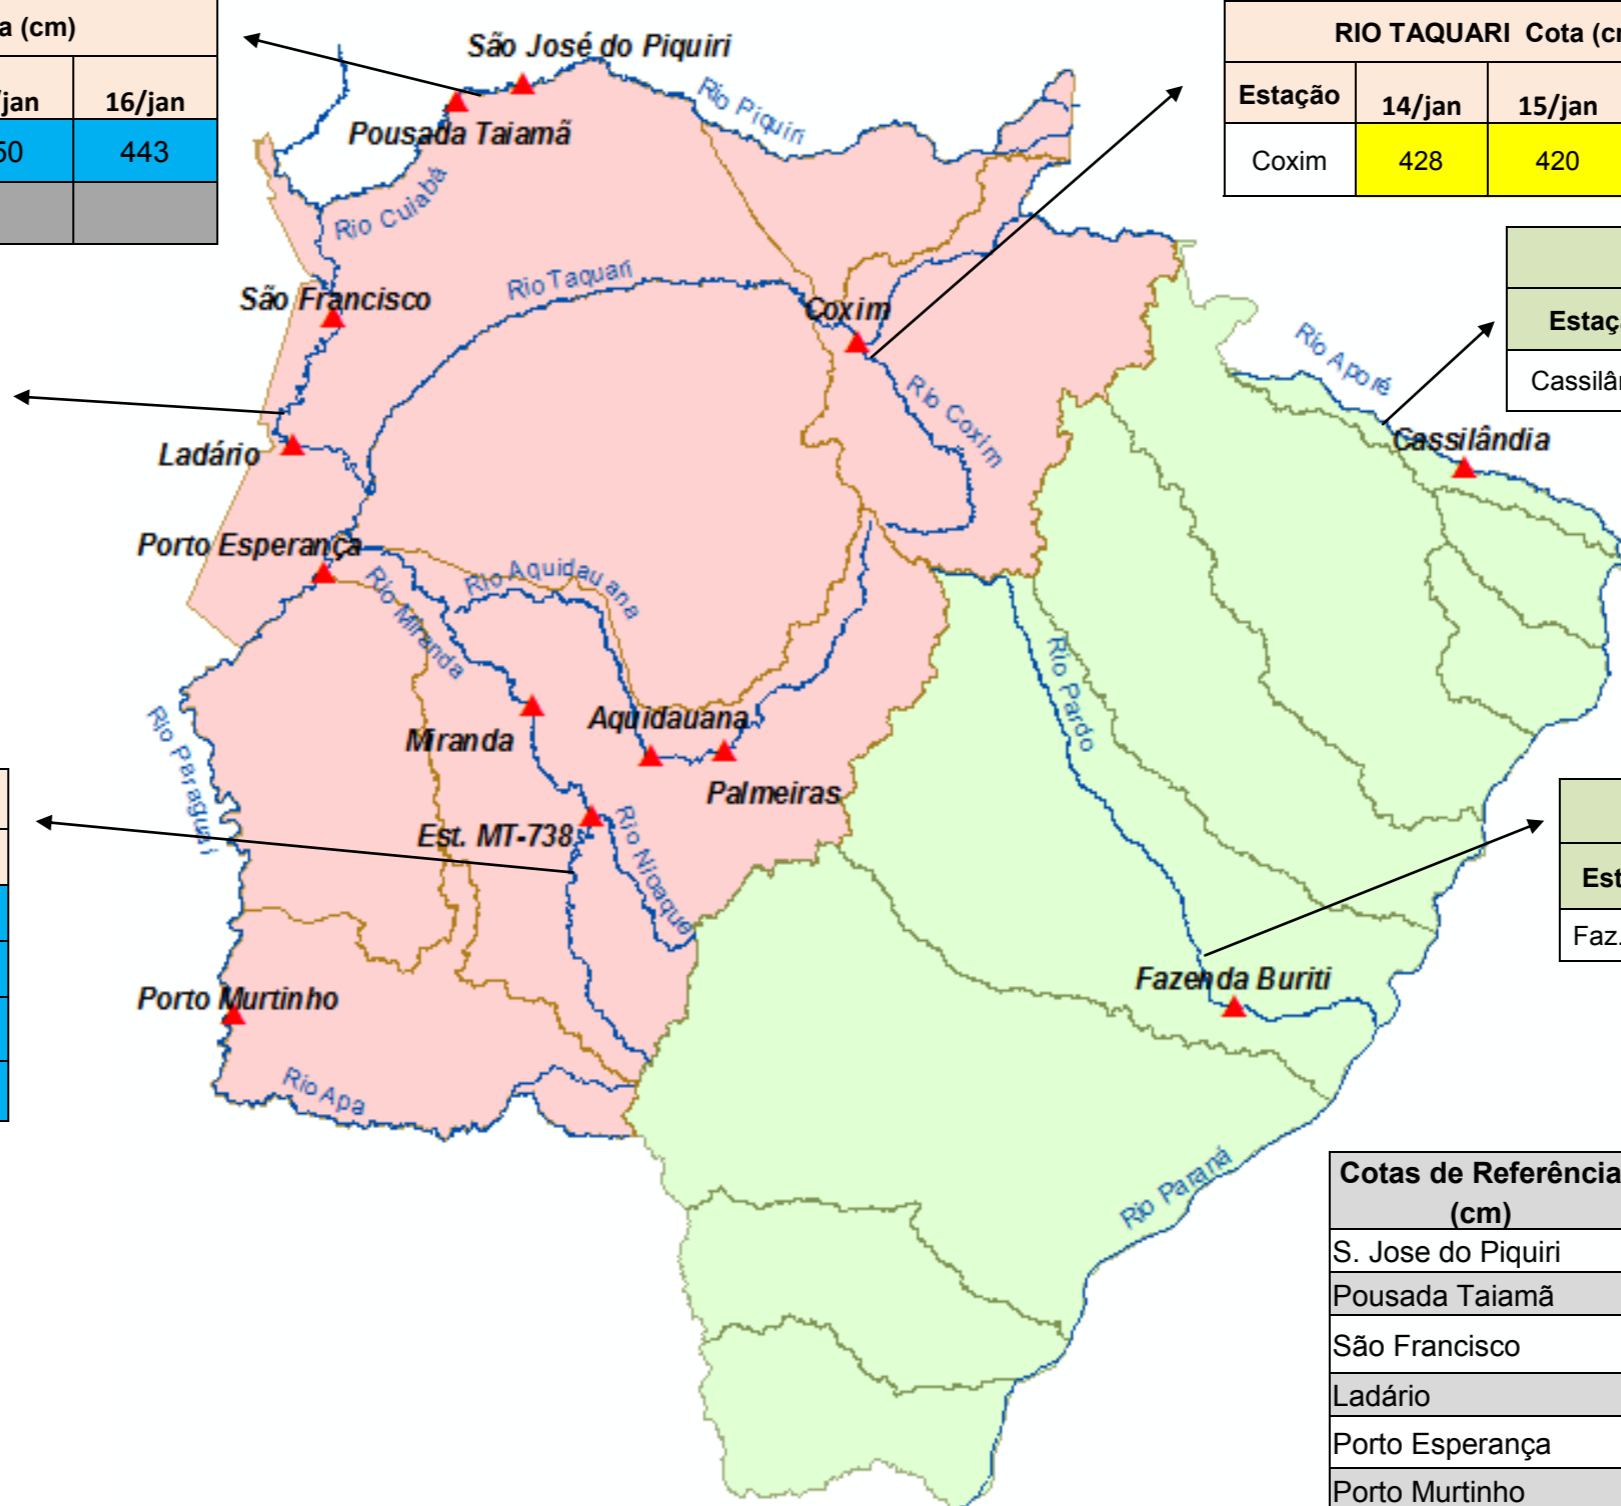 a (cm)
/jan 16/jan
50 443
RIO TAQUARI Cota (cm
Estação 14/jan 15/jan
Coxim 428 420
São José do Piquiri
Pousada Taiamã
Rio Piquiri
Rio Cuiabá
Rio Taquari
São Francisco
Coxim
Rio Coxim
Estaç
Cassilân
Rio Aporé
Cassilândia
Ladário
Porto Esperança
Rio Miranda
Rio Aquidauana
Rio Pardo
Rio Paraguai
Miranda
Aquidauana
Palmeiras
Est. MT-738
Rio Nioaque
Est
Faz.
Porto Murtinho
Fazenda Buriti
Rio Apa
Rio Paraná
Cotas de Referência
(cm)
S. Jose do Piquiri
Pousada Taiamã
São Francisco
Ladário
Porto Esperança
Porto Murtinho